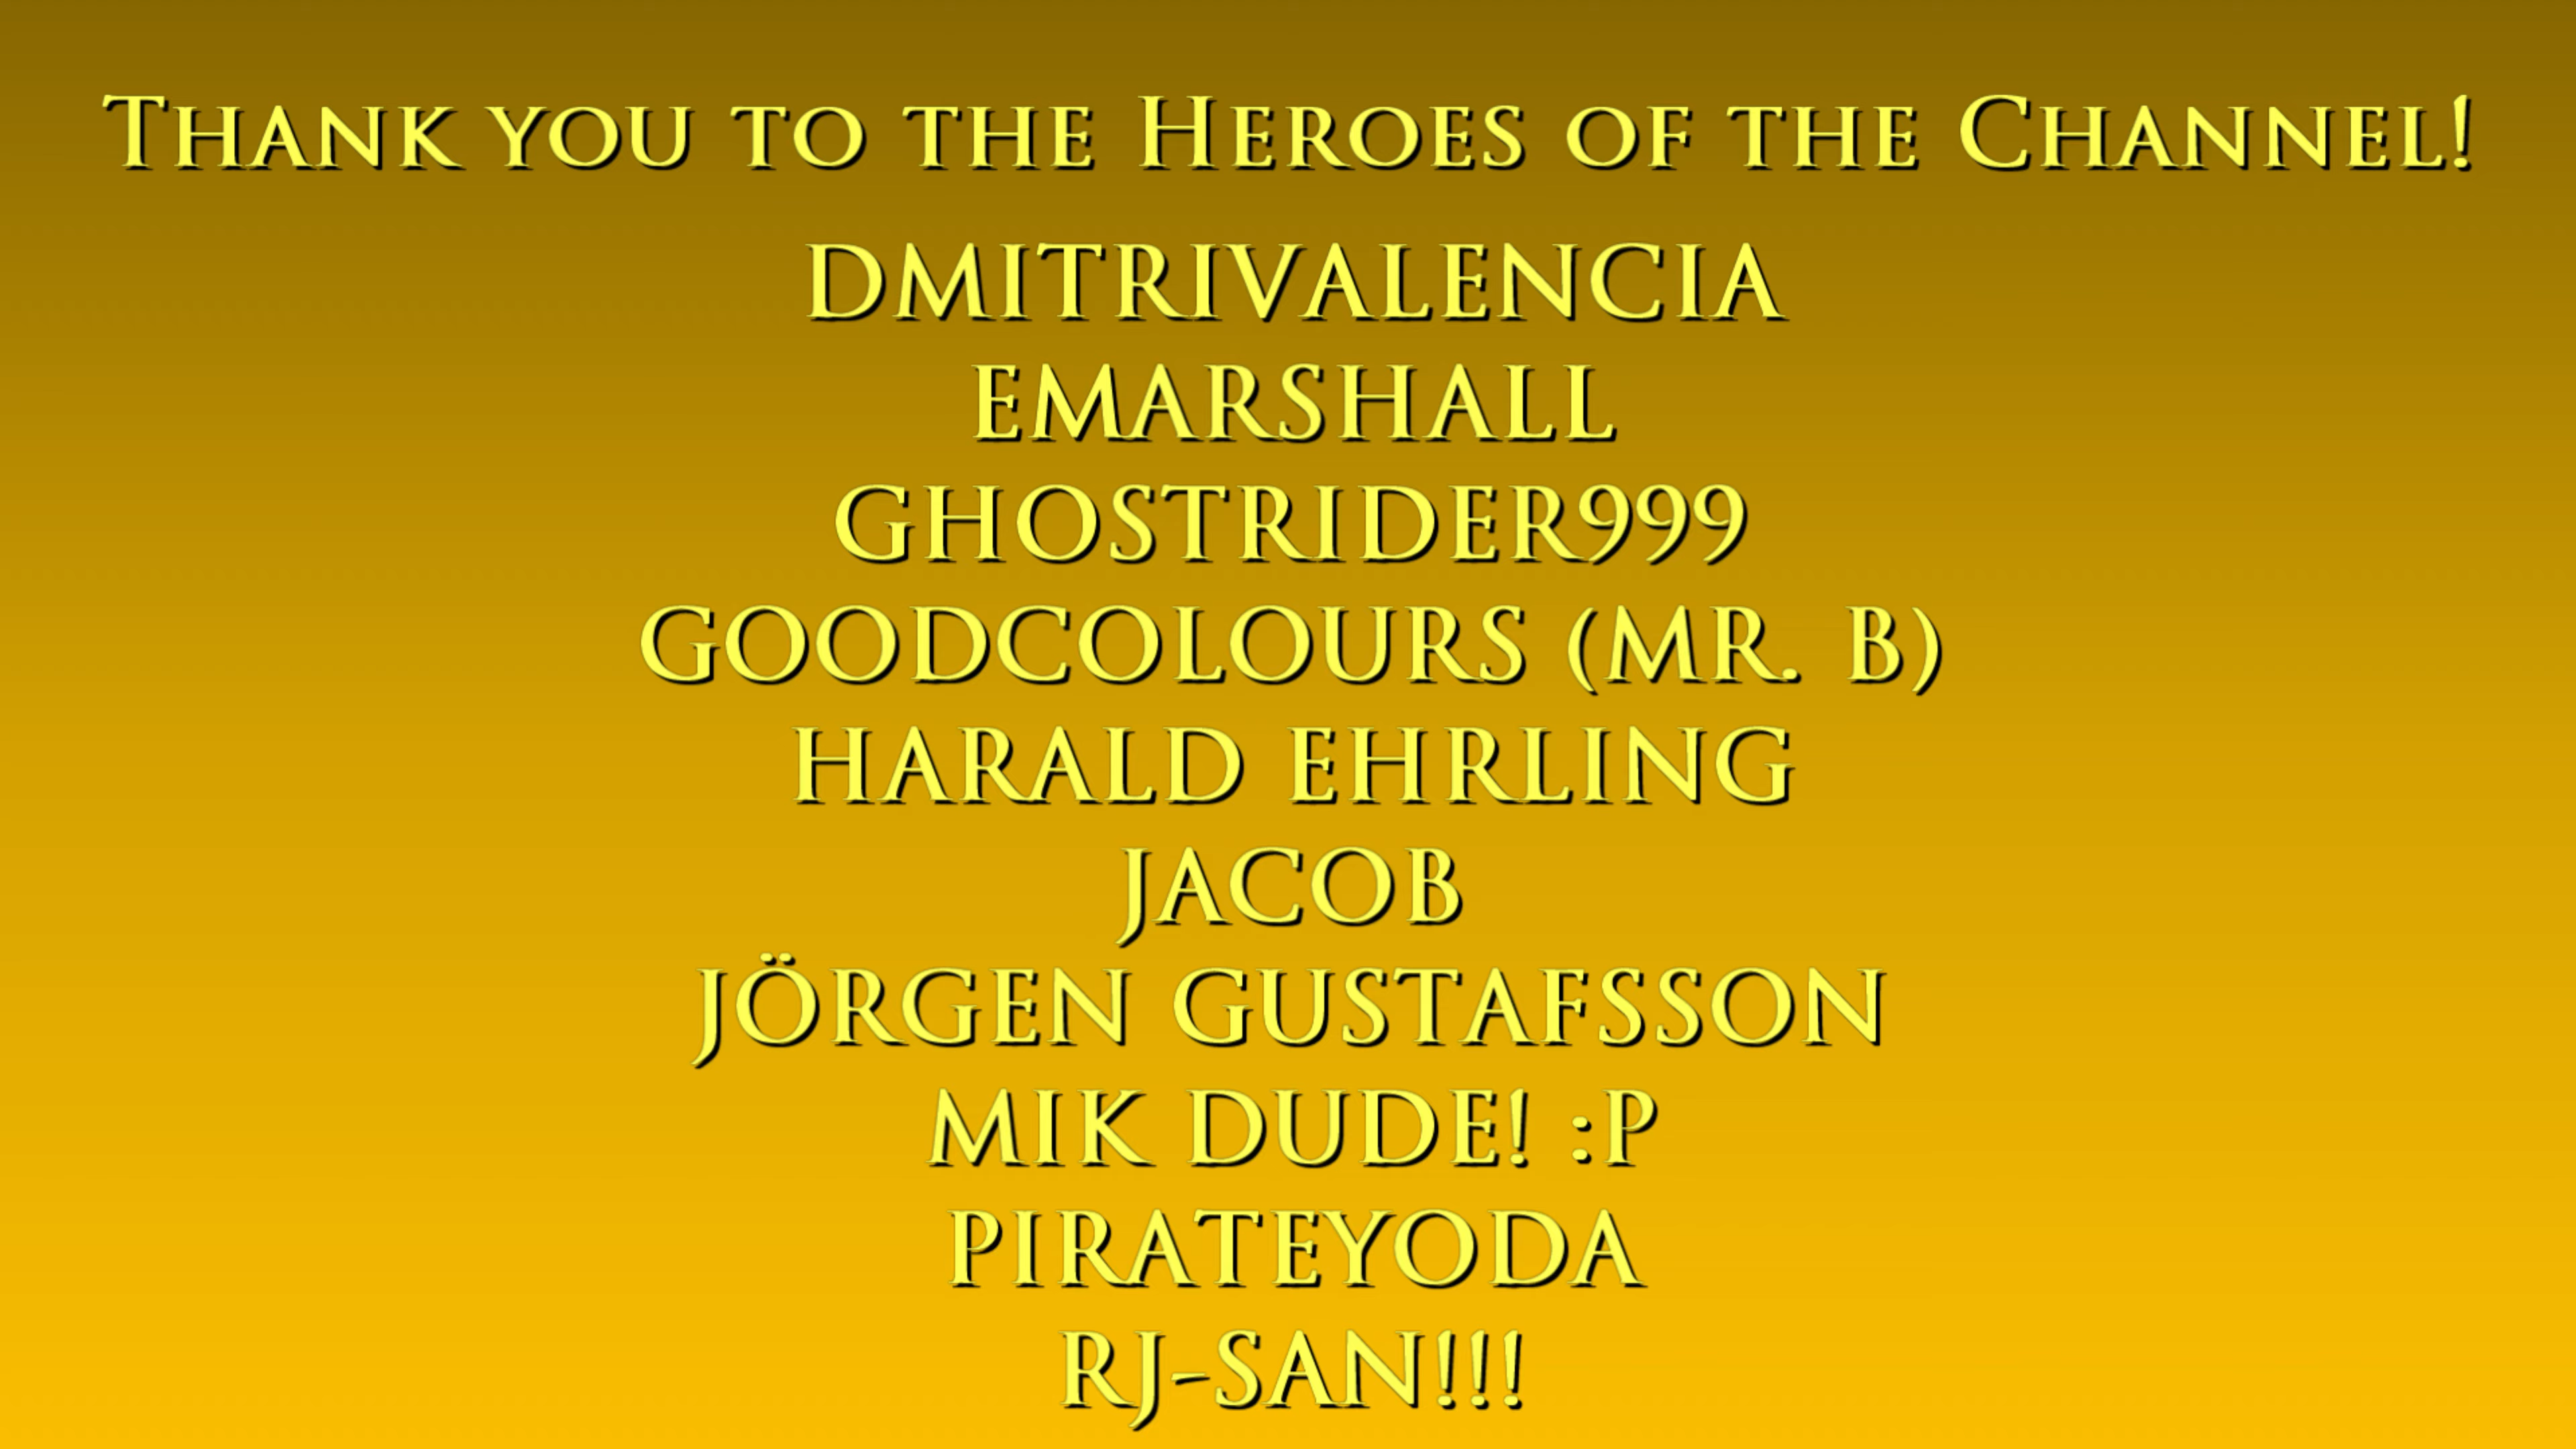 Thank you to the Heroes of the Channel!
DMITRIVALENCIA
EMARSHALL
GHOSTRIDER999
GOODCOLOURS (MR. B)
HARALD EHRLING
JACOB
JÖRGEN GUSTAFSSON
MIK DUDE! :P
PIRATEYODA
RJ-SAN!!!